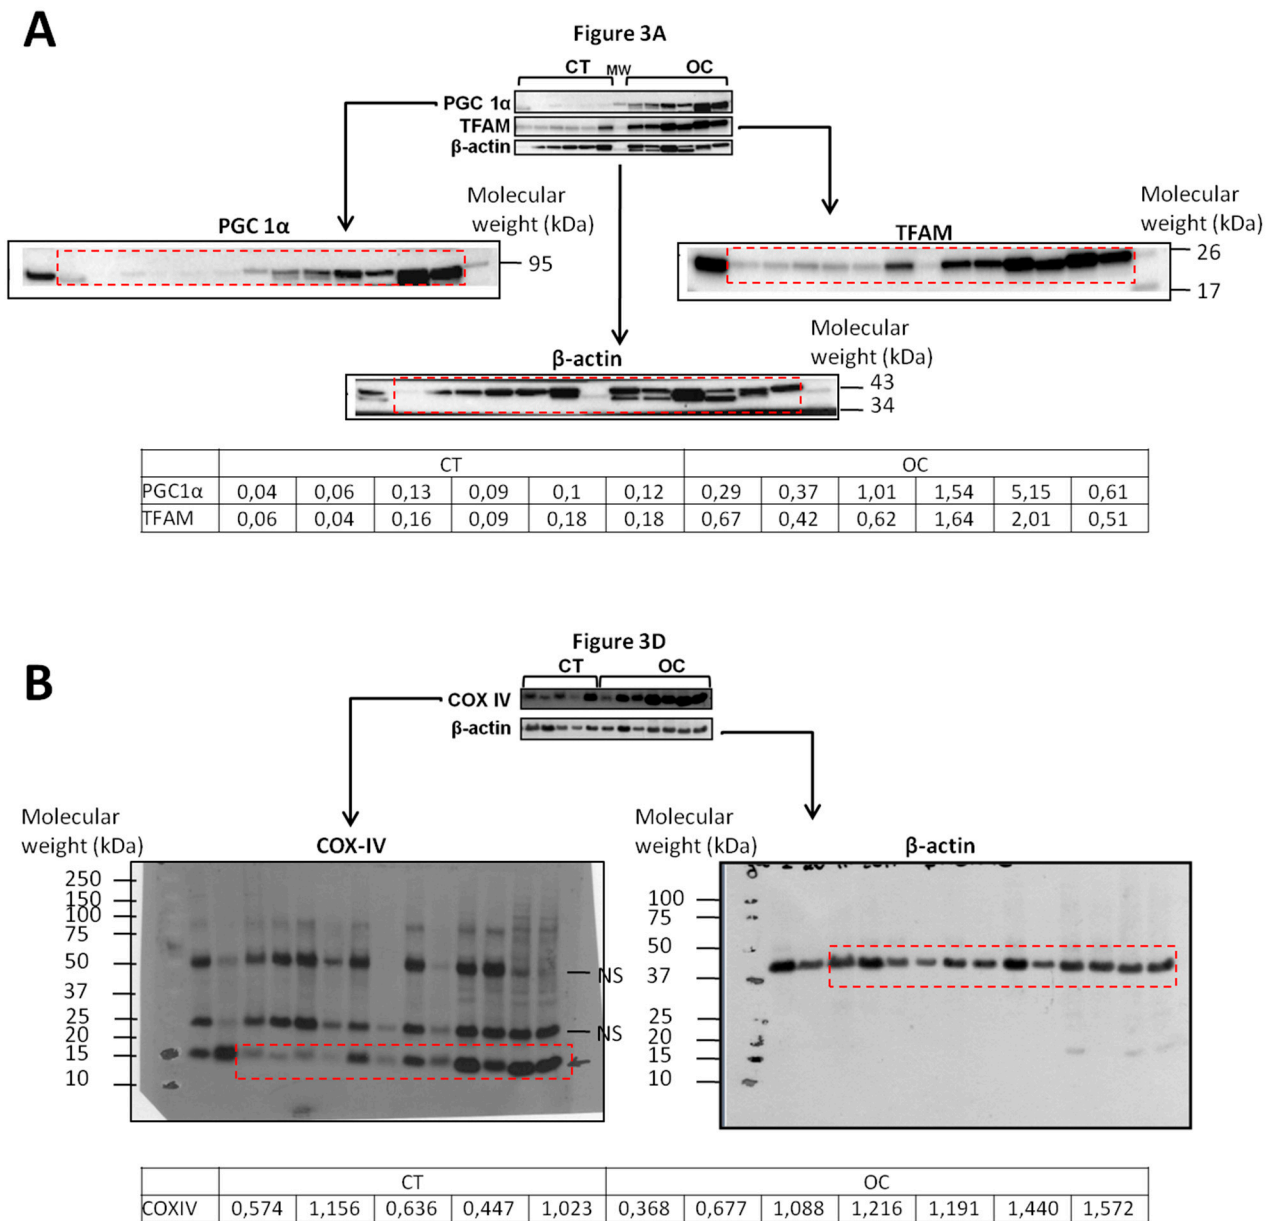 A
Figure 3A
CT MW OC
PGC 1α
TFAM
β-actin
Molecular
weight (kDa)
PGC 1α
95
Molecular
weight (kDa)
TFAM
26
17
Molecular
weight (kDa)
β-actin
43
34
CT OC
PGC1α 0,04 0,06 0,13 0,09 0,1 0,12 0,29 0,37 1,01 1,54 5,15 0,61
TFAM 0,06 0,04 0,16 0,09 0,18 0,18 0,67 0,42 0,62 1,64 2,01 0,51
B
Figure 3D
CT OC
COX IV
β-actin
Molecular
weight (kDa)
COX-IV
250
150
100
75
50
37
25
20
15
10
NS
NS
Molecular
weight (kDa)
β-actin
100
75
50
37
25
20
15
10
CT OC
COXIV 0,574 1,156 0,636 0,447 1,023 0,368 0,677 1,088 1,216 1,191 1,440 1,572